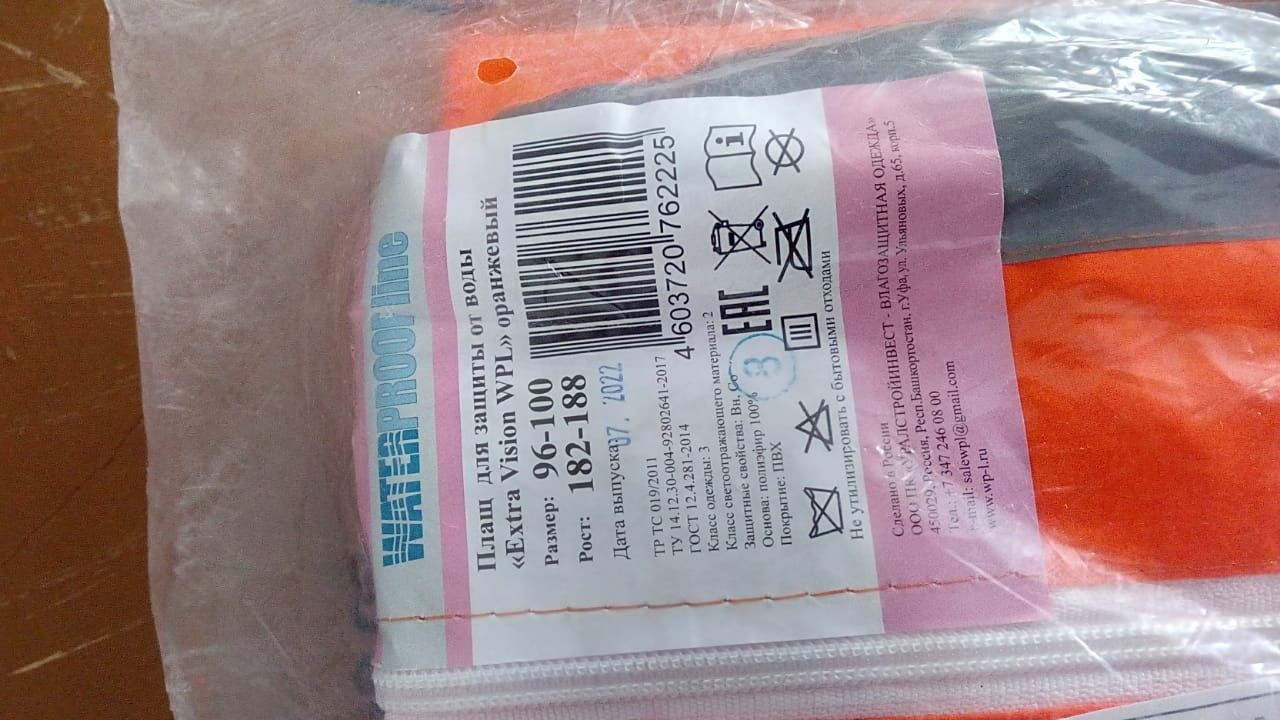 WATERPROOFline
Плащ для защиты от воды
«Extra Vision WPL» оранжевый
Размер: 96-100
Рост: 182-188
Дата выпуска 07. 2022
4 603720 762225
ТР ТС 019/2011
ТУ 14.12.30-004-92802641-2017
ГОСТ 12.4.281-2014
Класс одежды: 3
Класс светоотражающего материала: 2
Защитные свойства: Вн, Со
Основа: полиэфир 100%
Покрытие: ПВХ
EAC
3
Не утилизировать с бытовыми отходами
Сделано в России
ООО ПК «УРАЛСТРОЙИНВЕСТ - ВЛАГОЗАЩИТНАЯ ОДЕЖДА»
450029, Россия, Респ.Башкортостан, г.Уфа, ул. Ульяновых, д.65, корп.5
Тел.: +7 347 246 08 00
e-mail: salewpl@gmail.com
www.wp-l.ru